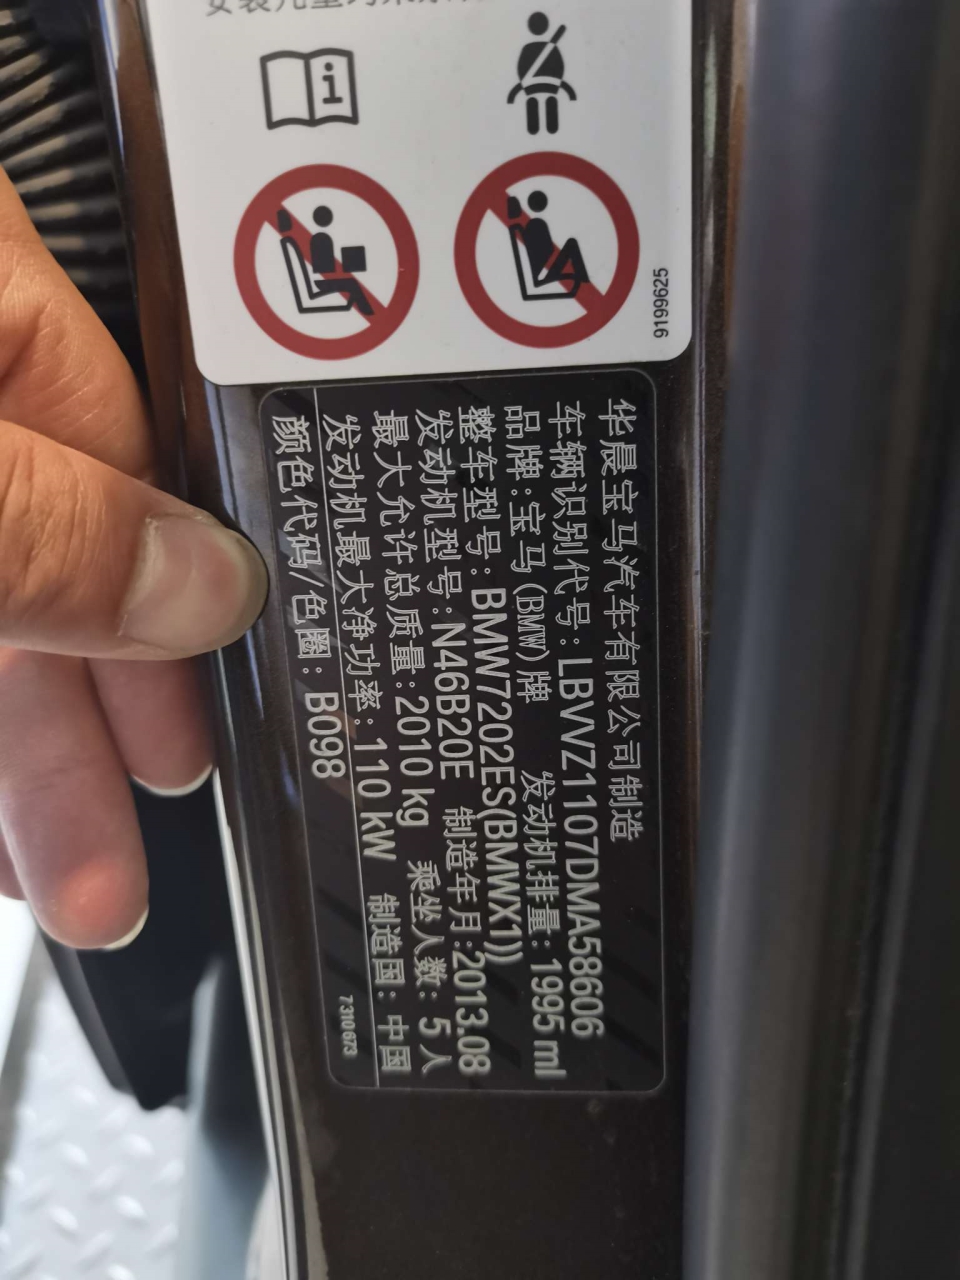 华晨宝马汽车有限公司制造
车辆识别代号: LBVVZ1107DMA58606
品牌:宝马(BMW)牌 发动机排量: 1995 ml
整车型号: BMW7202ES(BMWX1))
发动机型号:N46B20E 制造年月:2013.08
最大允许总质量:2010 kg 乘坐人数: 5人
发动机最大净功率: 110 kW 制造国: 中国
颜色代码/色圈: B098
7310673
9199625